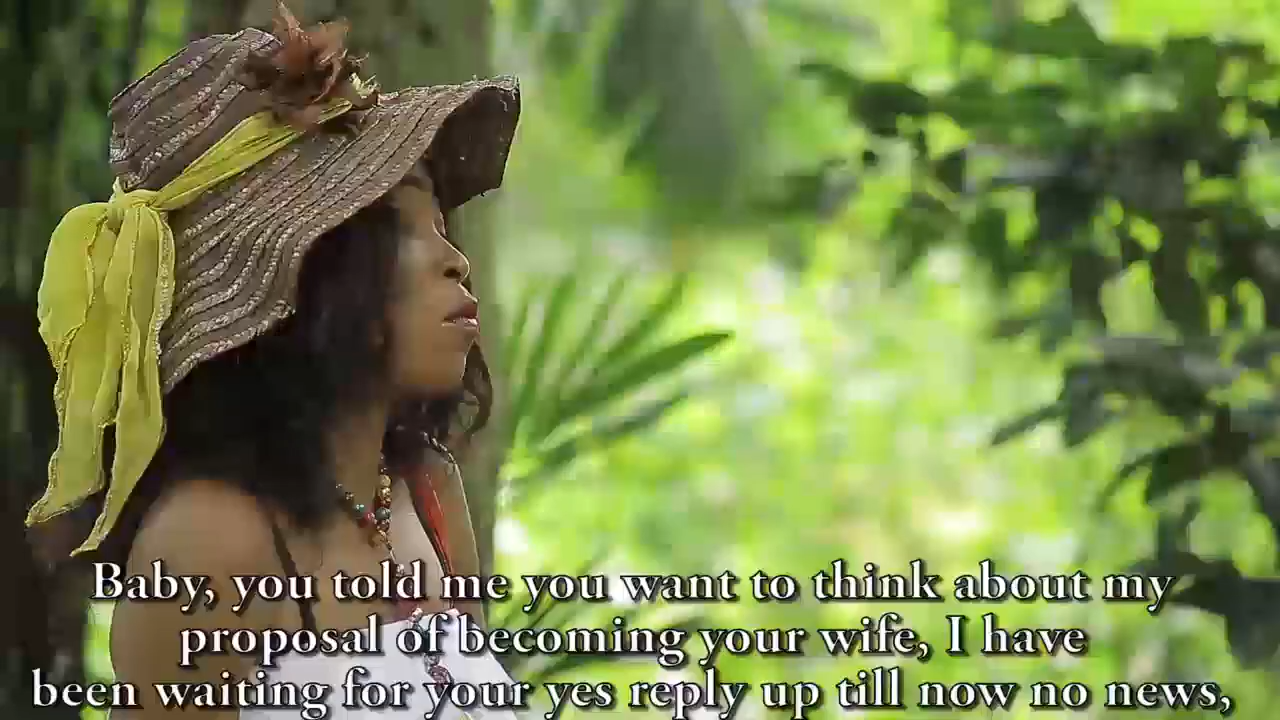 Baby, you told me you want to think about my
proposal of becoming your wife, I have
been waiting for your yes reply up till now no news,